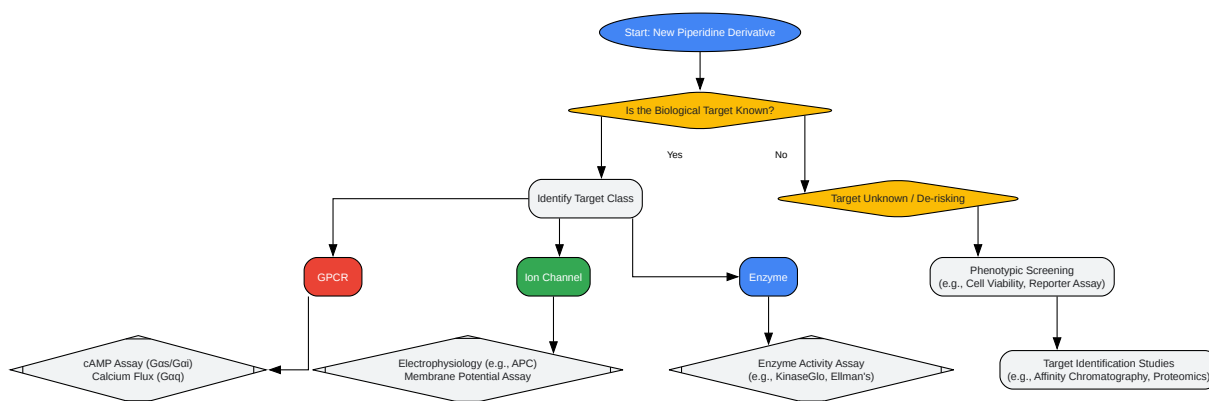 Start: New Piperidine Derivative
Is the Biological Target Known?
Yes
No
Identify Target Class
Target Unknown / De-risking
GPCR
Ion Channel
Enzyme
Phenotypic Screening
(e.g., Cell Viability, Reporter Assay)
cAMP Assay (Gαs/Gαi)
Calcium Flux (Gαq)
Electrophysiology (e.g., APC)
Membrane Potential Assay
Enzyme Activity Assay
(e.g., KinaseGlo, Ellman's)
Target Identification Studies
(e.g., Affinity Chromatography, Proteomics)